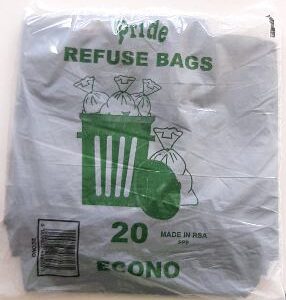 Pride
REFUSE BAGS
20
MADE IN RSA
ECONO